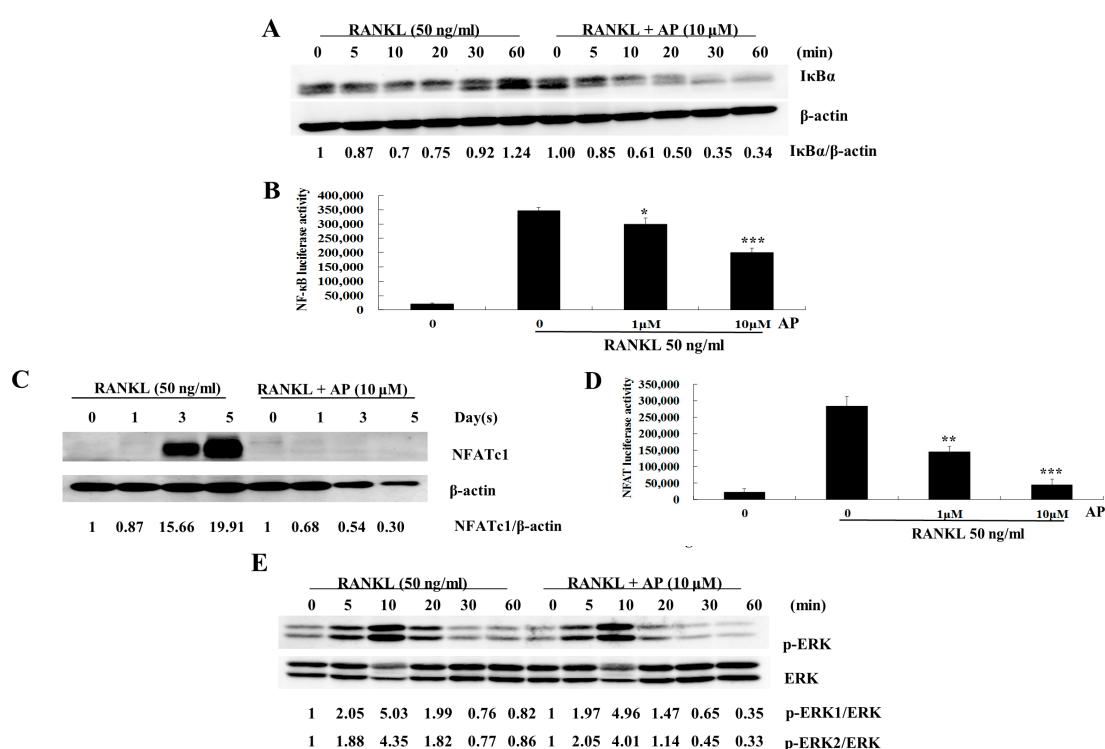 A
RANKL (50 ng/ml) RANKL + AP (10 µM)
0 5 10 20 30 60 0 5 10 20 30 60 (min)
IκBα
β-actin
1 0.87 0.7 0.75 0.92 1.24 1.00 0.85 0.61 0.50 0.35 0.34 IκBα/β-actin
B
NF-κB luciferase activity
400,000
350,000
300,000
250,000
200,000
150,000
100,000
50,000
0
*
***
0 0 1µM 10µM AP
RANKL 50 ng/ml
C
RANKL (50 ng/ml) RANKL + AP (10 µM)
0 1 3 5 0 1 3 5 Day(s)
NFATc1
β-actin
1 0.87 15.66 19.91 1 0.68 0.54 0.30 NFATc1/β-actin
D
NFAT luciferase activity
350,000
300,000
250,000
200,000
150,000
100,000
50,000
0
**
***
0 0 1µM 10µM AP
RANKL 50 ng/ml
E
RANKL (50 ng/ml) RANKL + AP (10 µM)
0 5 10 20 30 60 0 5 10 20 30 60 (min)
p-ERK
ERK
1 2.05 5.03 1.99 0.76 0.82 1 1.97 4.96 1.47 0.65 0.35 p-ERK1/ERK
1 1.88 4.35 1.82 0.77 0.86 1 2.05 4.01 1.14 0.45 0.33 p-ERK2/ERK